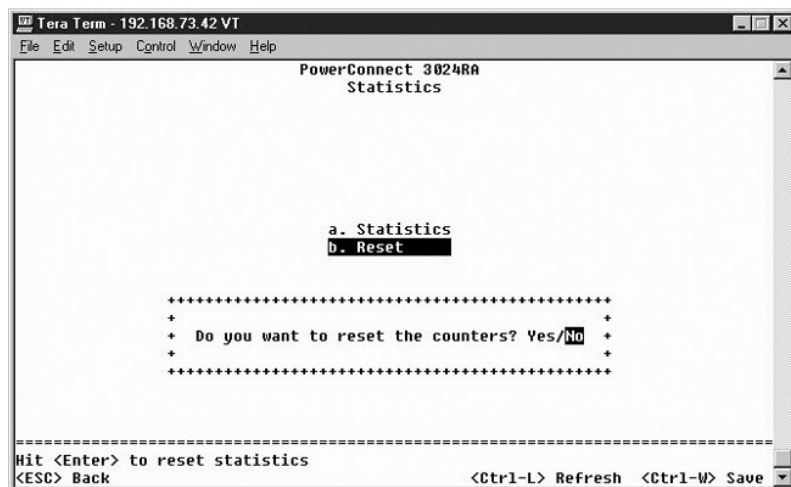 Tera Term - 192.168.73.42 VT
File Edit Setup Control Window Help
PowerConnect 3024RA
Statistics
a. Statistics
b. Reset
+++++++++++++++++++++++++++++++++++++++++++++++
+ +
+ Do you want to reset the counters? Yes/No +
+ +
+++++++++++++++++++++++++++++++++++++++++++++++
================================================================================
Hit <Enter> to reset statistics
<ESC> Back <Ctrl-L> Refresh <Ctrl-W> Save